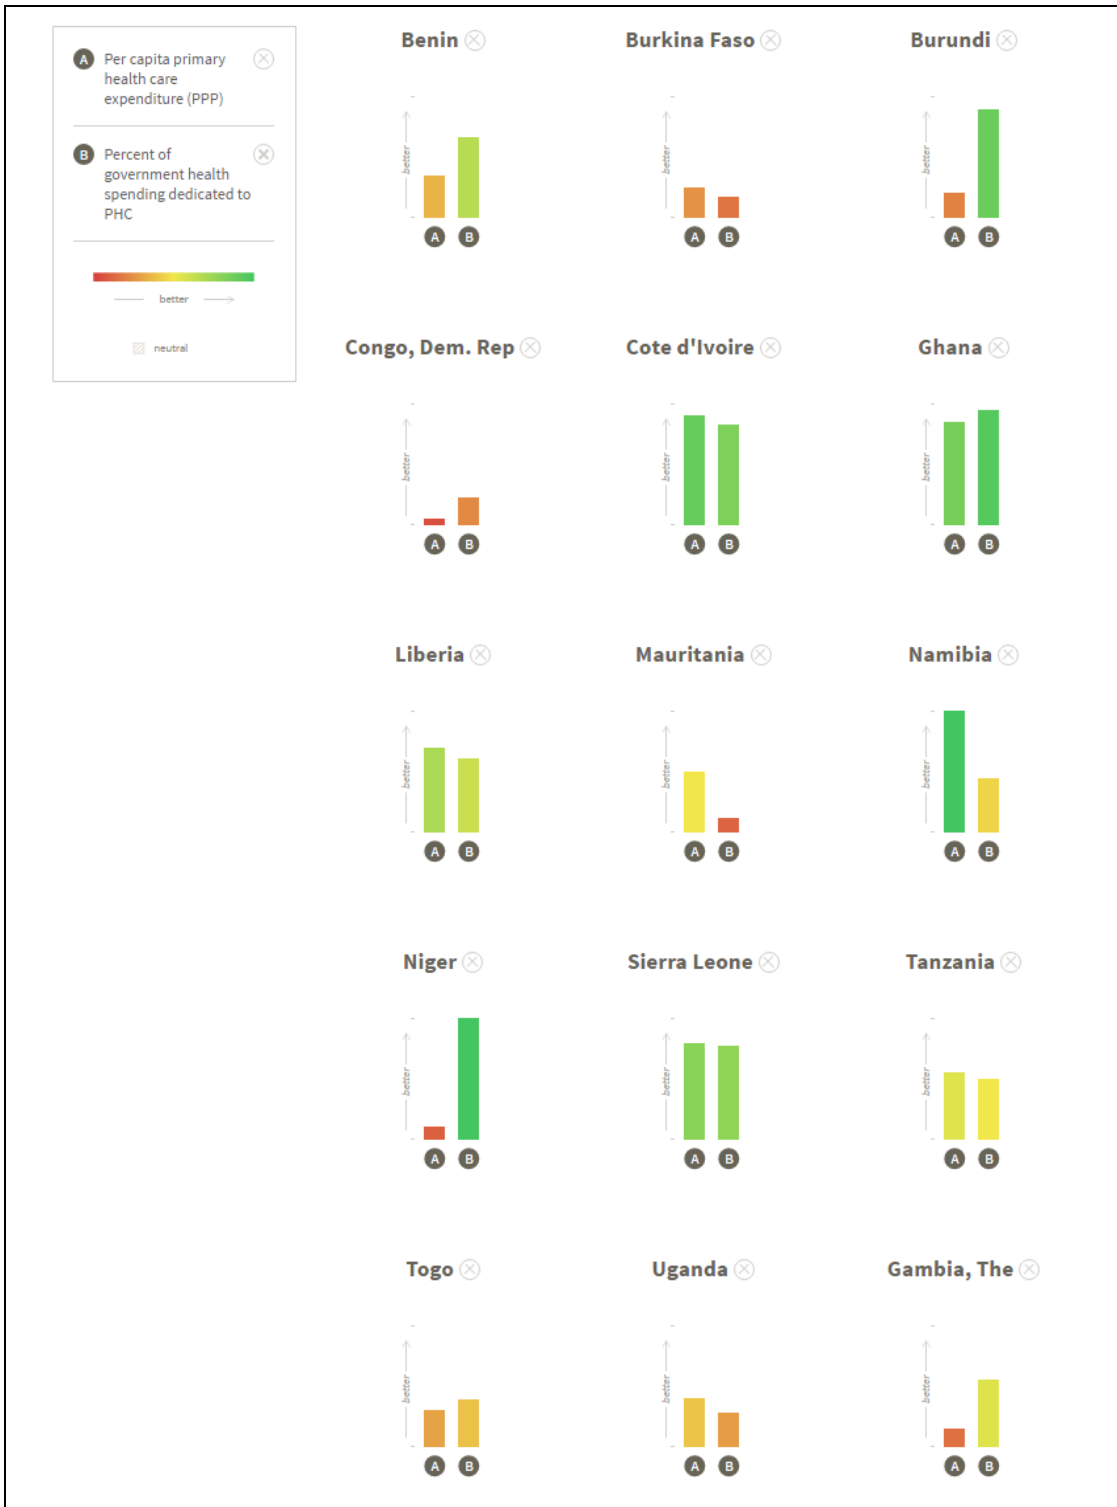 A Per capita primary
health care
expenditure (PPP)
B Percent of
government health
spending dedicated to
PHC
better
neutral
Benin
better
A B
Burkina Faso
better
A B
Burundi
better
A B
Congo, Dem. Rep
better
A B
Cote d'Ivoire
better
A B
Ghana
better
A B
Liberia
better
A B
Mauritania
better
A B
Namibia
better
A B
Niger
better
A B
Sierra Leone
better
A B
Tanzania
better
A B
Togo
better
A B
Uganda
better
A B
Gambia, The
better
A B